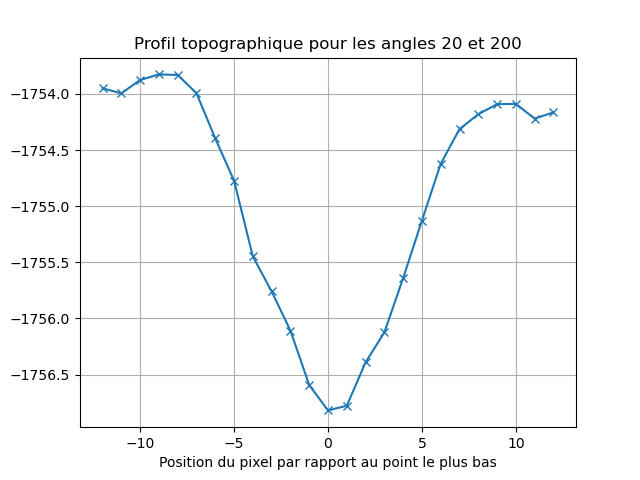 Profil topographique pour les angles 20 et 200
−1754.0
−1754.5
−1755.0
−1755.5
−1756.0
−1756.5
−10 −5 0 5 10
Position du pixel par rapport au point le plus bas